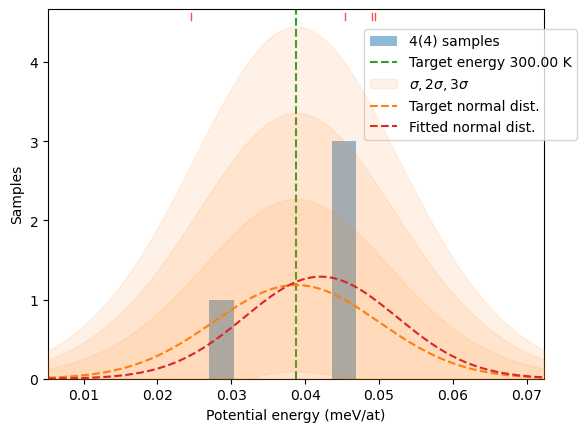 4(4) samples
Target energy 300.00 K
σ, 2σ, 3σ
Target normal dist.
Fitted normal dist.
Samples
4
3
2
1
0
0.01 0.02 0.03 0.04 0.05 0.06 0.07
Potential energy (meV/at)